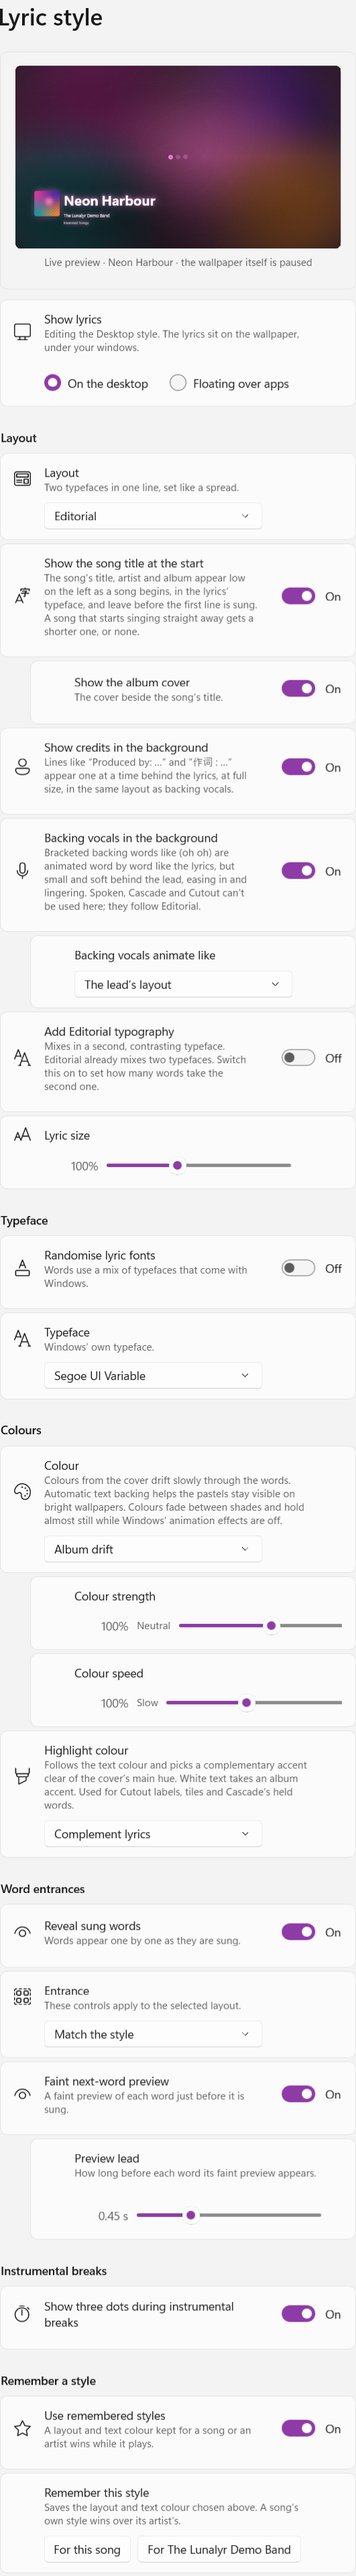 Lyric style
Neon Harbour
The Lunalyr Demo Band
Invented Songs
Live preview · Neon Harbour · the wallpaper itself is paused
Show lyrics
Editing the Desktop style. The lyrics sit on the wallpaper,
under your windows.
On the desktop
Floating over apps
Layout
Layout
Two typefaces in one line, set like a spread.
Editorial
Show the song title at the start
The song's title, artist and album appear low
on the left as a song begins, in the lyrics'
typeface, and leave before the first line is sung.
A song that starts singing straight away gets a
shorter one, or none.
On
Show the album cover
The cover beside the song's title.
On
Show credits in the background
Lines like “Produced by: ...” and “作词 : ...”
appear one at a time behind the lyrics, at full
size, in the same layout as backing vocals.
On
Backing vocals in the background
Bracketed backing words like (oh oh) are
animated word by word like the lyrics, but
small and soft behind the lead, easing in and
lingering. Spoken, Cascade and Cutout can't
be used here; they follow Editorial.
On
Backing vocals animate like
The lead's layout
Add Editorial typography
Mixes in a second, contrasting typeface.
Editorial already mixes two typefaces. Switch
this on to set how many words take the
second one.
Off
Lyric size
100%
Typeface
Randomise lyric fonts
Words use a mix of typefaces that come with
Windows.
Off
Typeface
Windows' own typeface.
Segoe UI Variable
Colours
Colour
Colours from the cover drift slowly through the words.
Automatic text backing helps the pastels stay visible on
bright wallpapers. Colours fade between shades and hold
almost still while Windows' animation effects are off.
Album drift
Colour strength
100% Neutral
Colour speed
100% Slow
Highlight colour
Follows the text colour and picks a complementary accent
clear of the cover's main hue. White text takes an album
accent. Used for Cutout labels, tiles and Cascade's held
words.
Complement lyrics
Word entrances
Reveal sung words
Words appear one by one as they are sung.
On
Entrance
These controls apply to the selected layout.
Match the style
Faint next-word preview
A faint preview of each word just before it is
sung.
On
Preview lead
How long before each word its faint preview appears.
0.45 s
Instrumental breaks
Show three dots during instrumental
breaks
On
Remember a style
Use remembered styles
A layout and text colour kept for a song or an
artist wins while it plays.
On
Remember this style
Saves the layout and text colour chosen above. A song's
own style wins over its artist's.
For this song
For The Lunalyr Demo Band